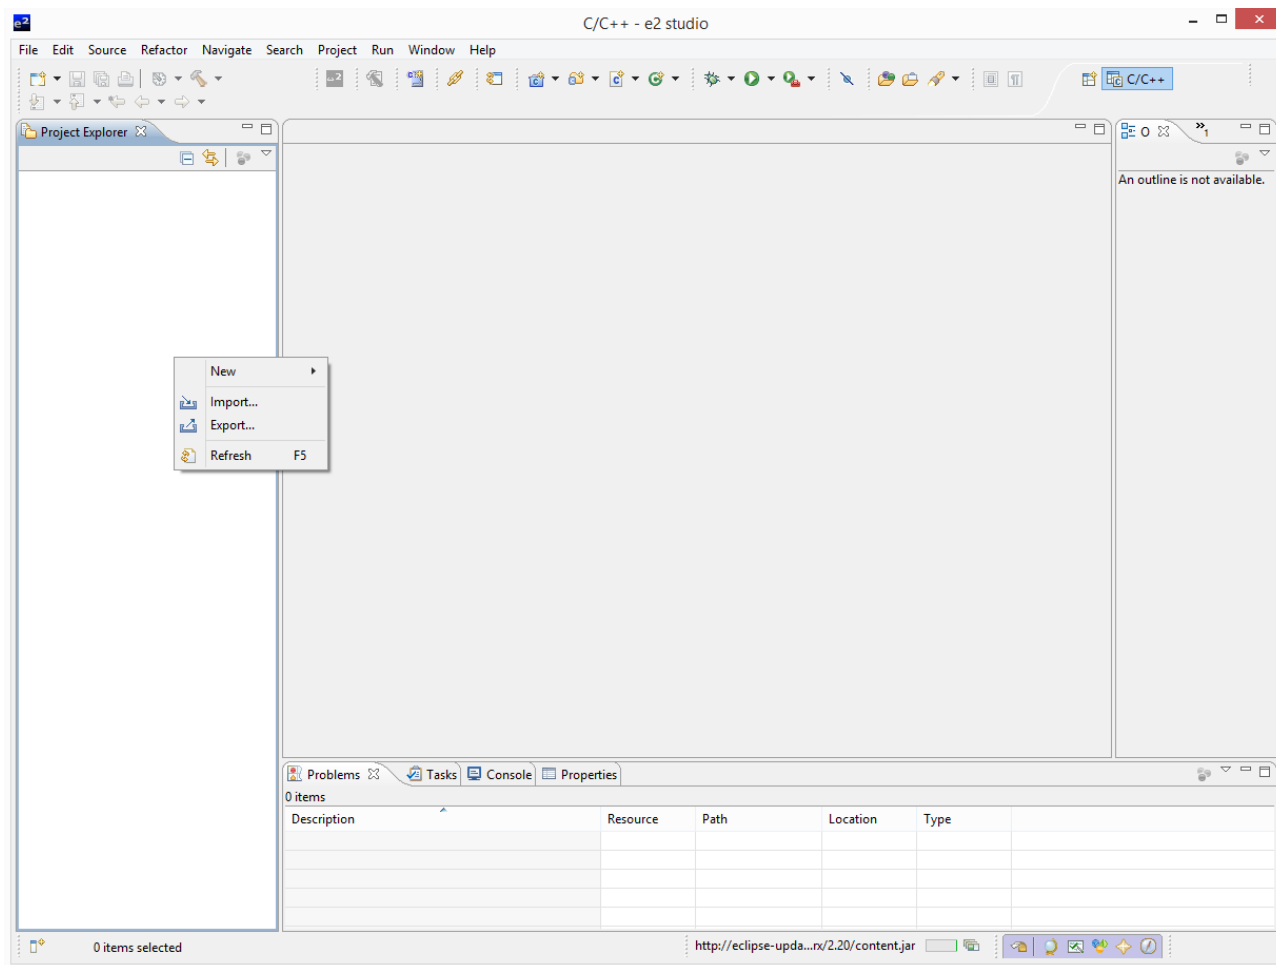 e2
C/C++ - e2 studio
File Edit Source Refactor Navigate Search Project Run Window Help
C/C++
Project Explorer
O
»1
An outline is not available.
New
Import...
Export...
Refresh F5
Problems Tasks Console Properties
0 items
Description Resource Path Location Type
0 items selected
http://eclipse-upda...rx/2.20/content.jar